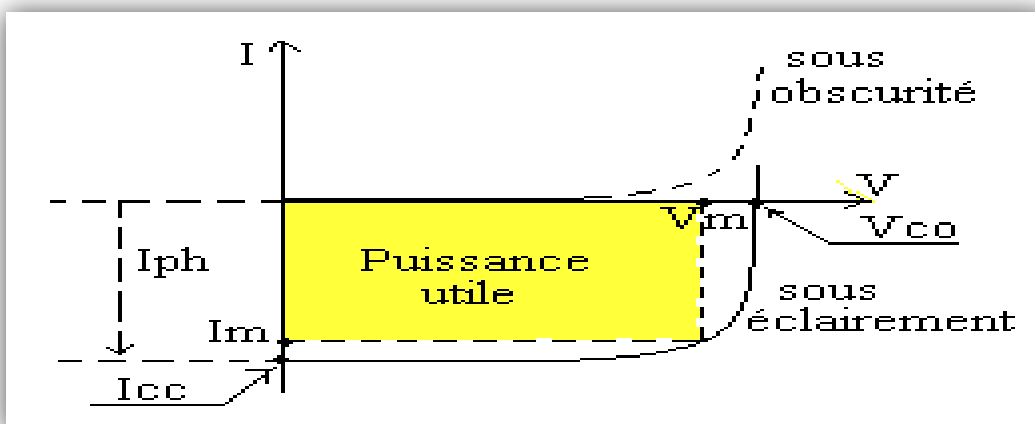 I
sous
obscurité
V
Vm
Vco
Iph
Puissance
utile
sous
éclairement
Im
Icc